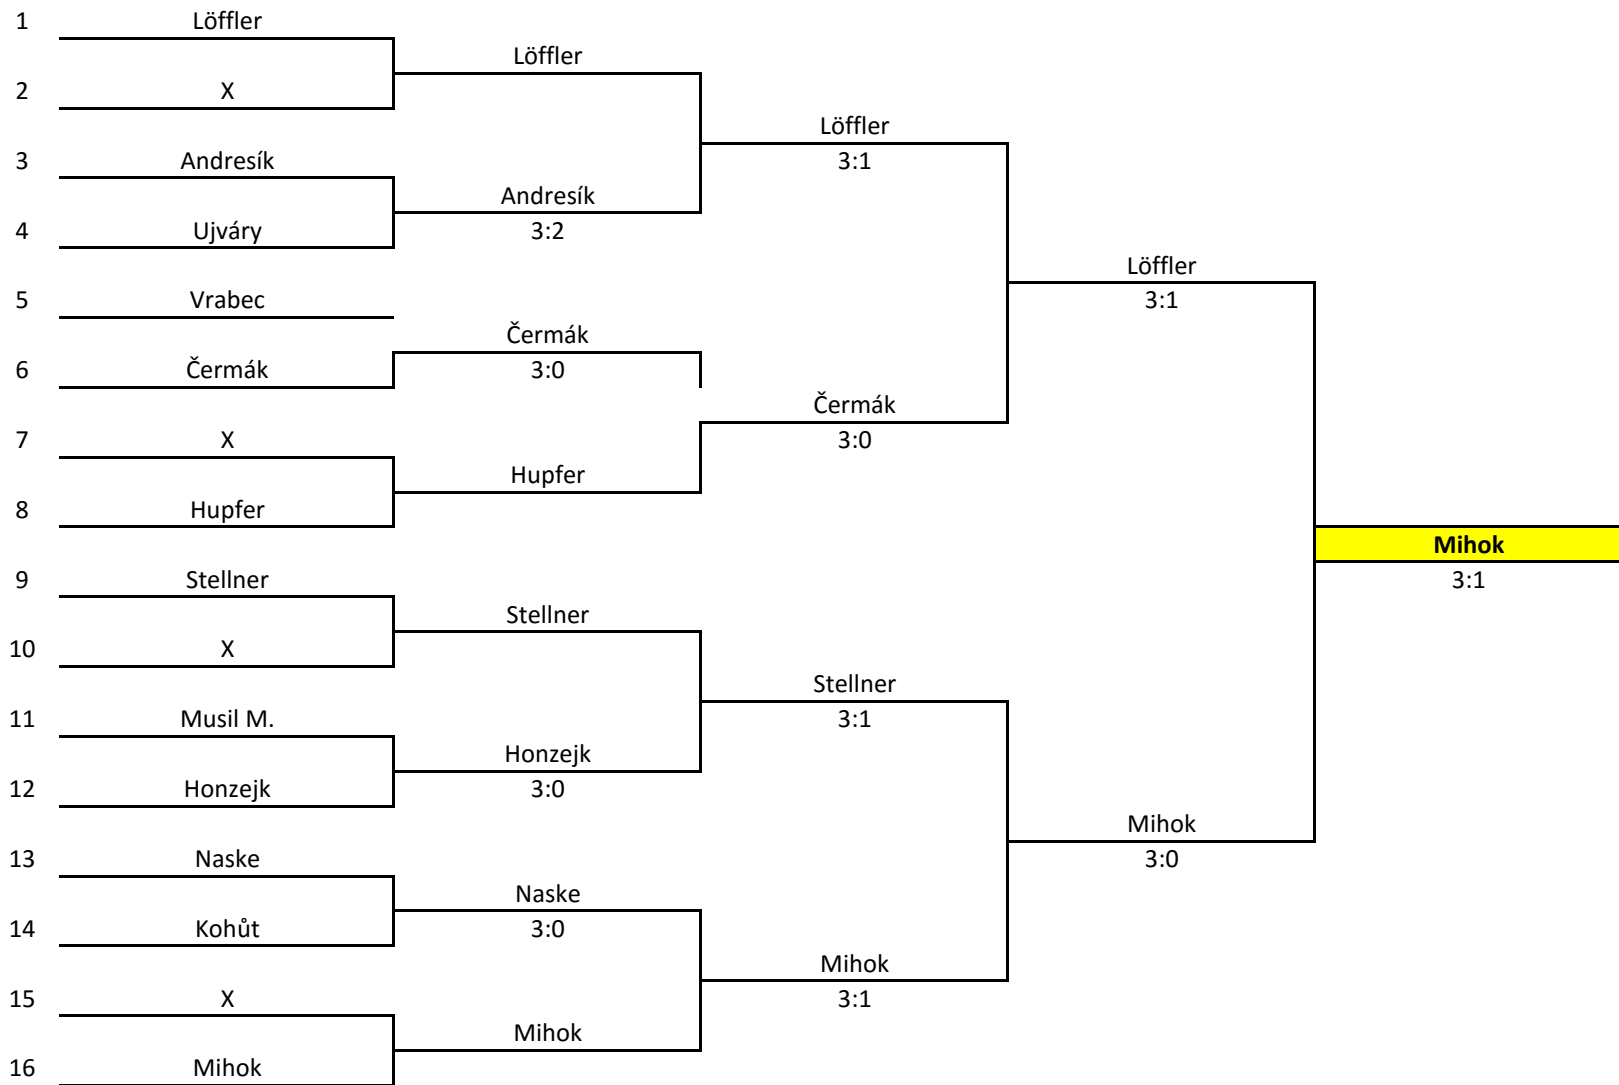 1 Löffler
Löffler
2 X
Löffler
3 Andresík 3:1
Andresík
4 Ujváry 3:2
Löffler
5 Vrabec 3:1
Čermák
6 Čermák 3:0
Čermák
7 X 3:0
Hupfer
8 Hupfer
Mihok
9 Stellner 3:1
Stellner
10 X
Stellner
11 Musil M. 3:1
Honzejk
12 Honzejk 3:0
Mihok
13 Naske 3:0
Naske
14 Kohůt 3:0
Mihok
15 X 3:1
Mihok
16 Mihok